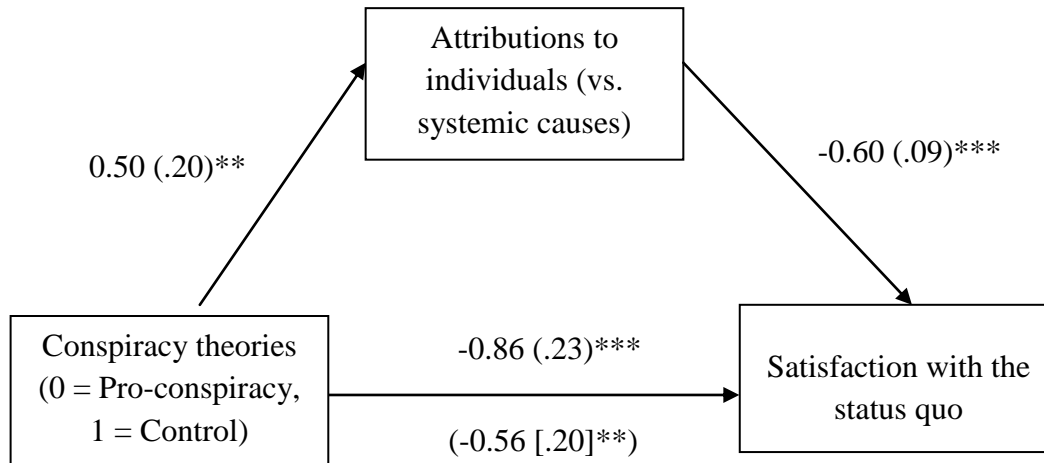 Attributions to
individuals (vs.
systemic causes)
0.50 (.20)**
-0.60 (.09)***
Conspiracy theories
(0 = Pro-conspiracy,
1 = Control)
-0.86 (.23)***
(-0.56 [.20]**)
Satisfaction with the
status quo